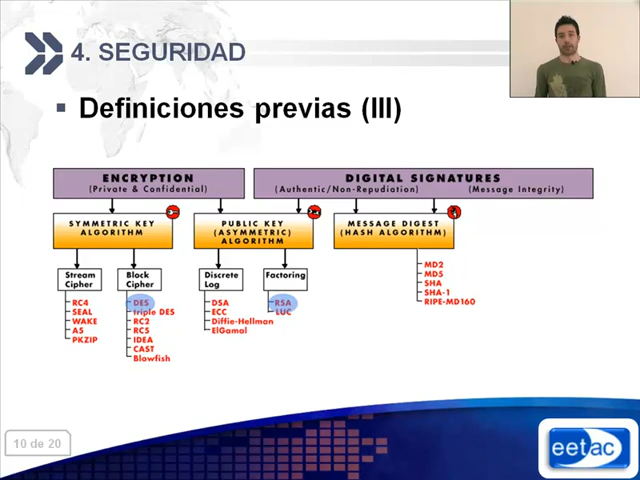 4. SEGURIDAD
Definiciones previas (III)
ENCRYPTION
(Private & Confidential)
DIGITAL SIGNATURES
(Authentic/Non-Repudiation) (Message Integrity)
SYMMETRIC KEY
ALGORITHM
PUBLIC KEY
(ASYMMETRIC)
ALGORITHM
MESSAGE DIGEST
(HASH ALGORITHM)
Stream
Cipher
RC4
SEAL
WAKE
A5
PKZIP
Block
Cipher
DES
Triple DES
RC2
RC5
IDEA
CAST
Blowfish
Discrete
Log
DSA
ECC
Diffie-Hellman
ElGamal
Factoring
RSA
LUC
MD2
MD5
SHA
SHA-1
RIPE-MD160
10 de 20
eetac